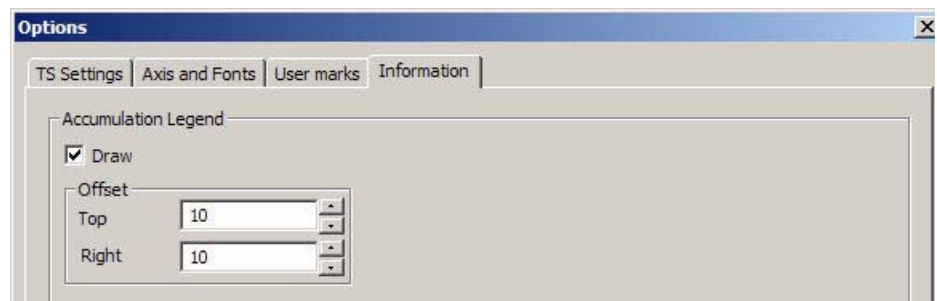 Options
TS Settings Axis and Fonts User marks Information
Accumulation Legend
Draw
Offset
Top 10
Right 10